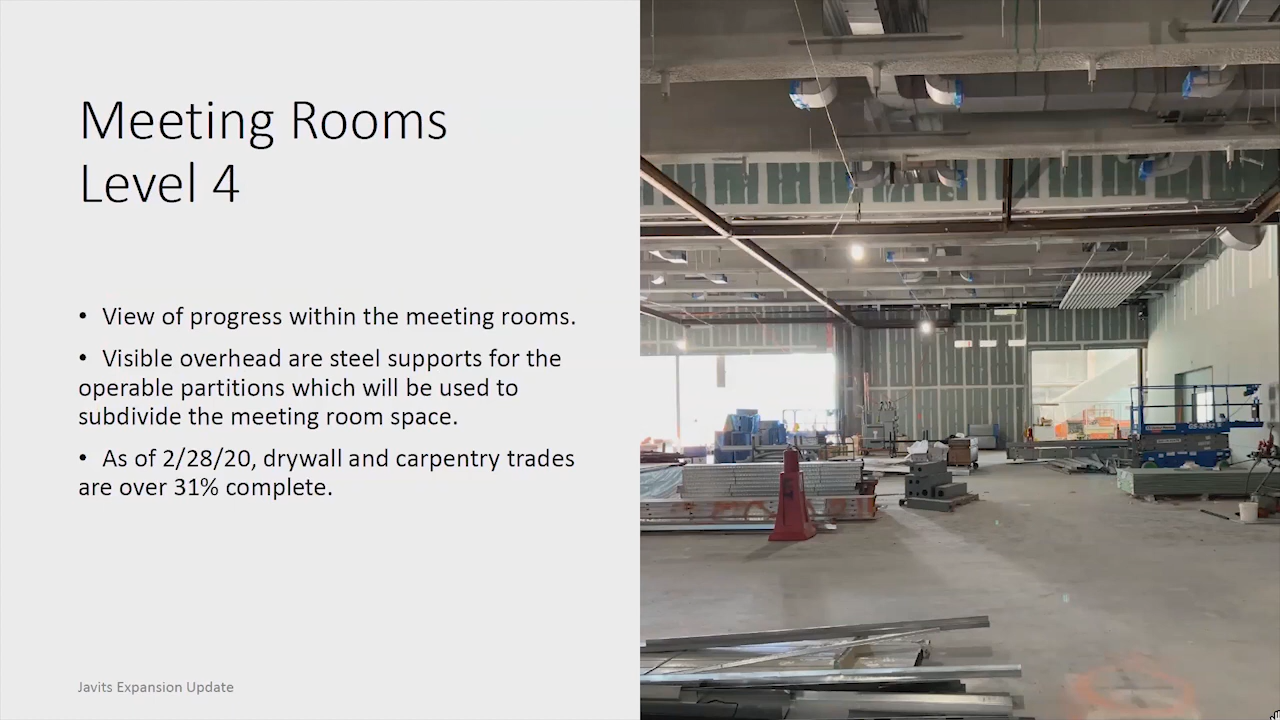 Meeting Rooms
Level 4
• View of progress within the meeting rooms.
• Visible overhead are steel supports for the
operable partitions which will be used to
subdivide the meeting room space.
• As of 2/28/20, drywall and carpentry trades
are over 31% complete.
Javits Expansion Update
GS-2632